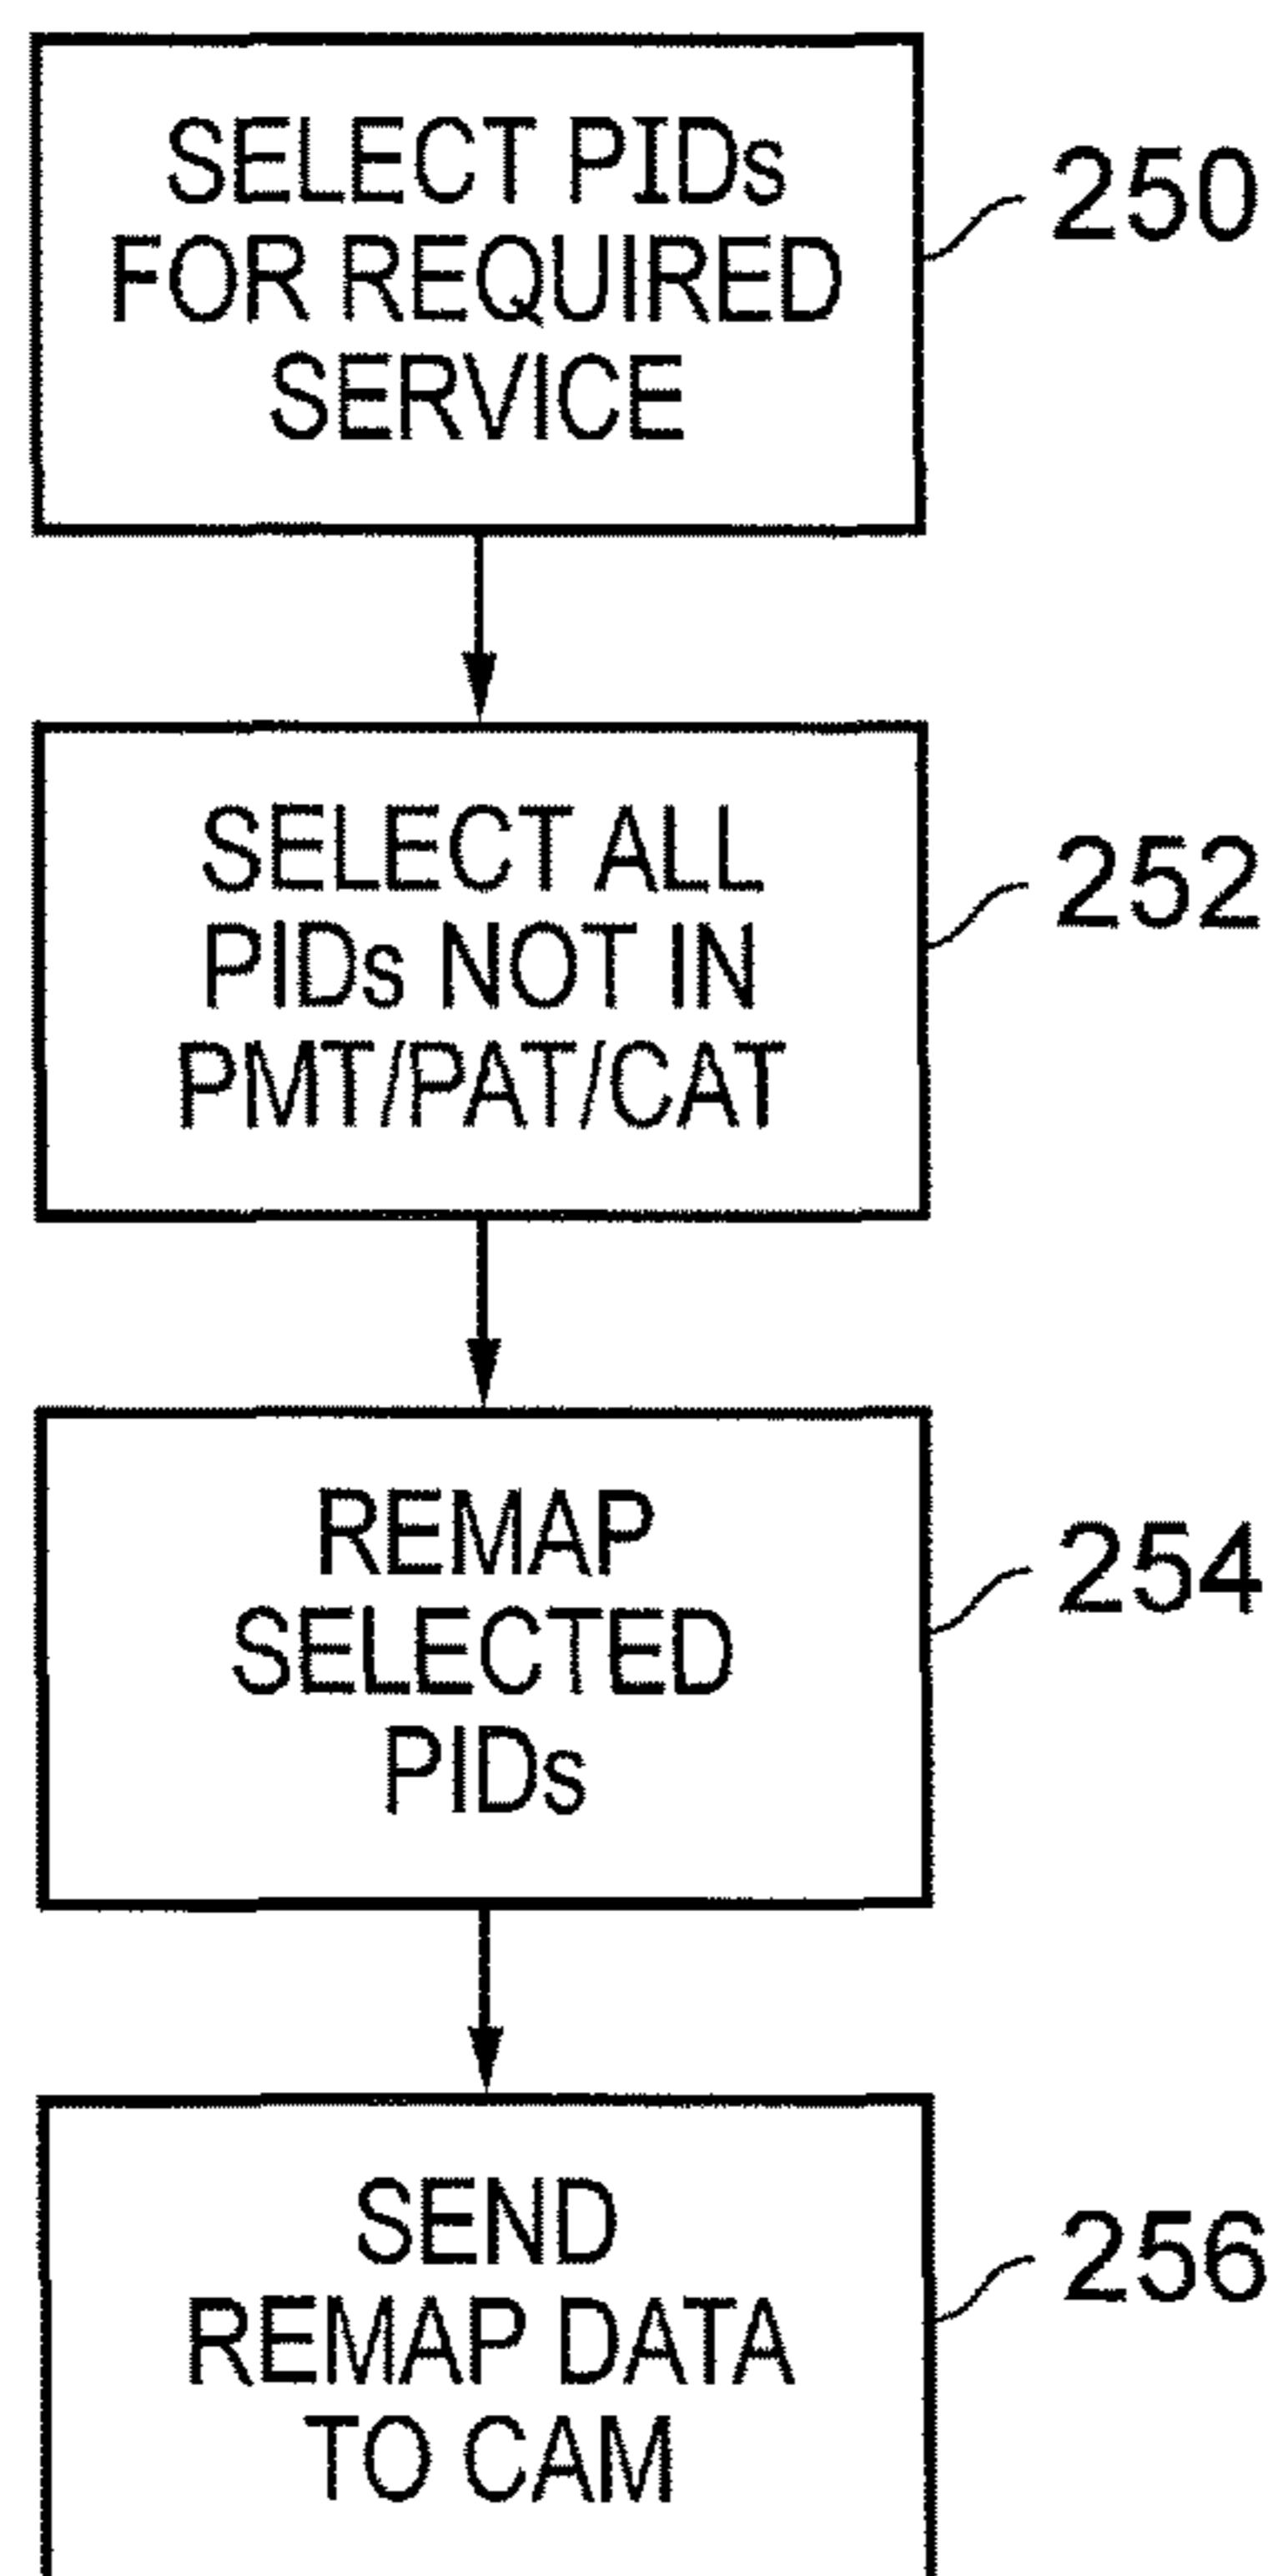 SELECT PIDs
FOR REQUIRED
SERVICE
250
SELECT ALL
PIDs NOT IN
PMT/PAT/CAT
252
REMAP
SELECTED
PIDs
254
SEND
REMAP DATA
TO CAM
256